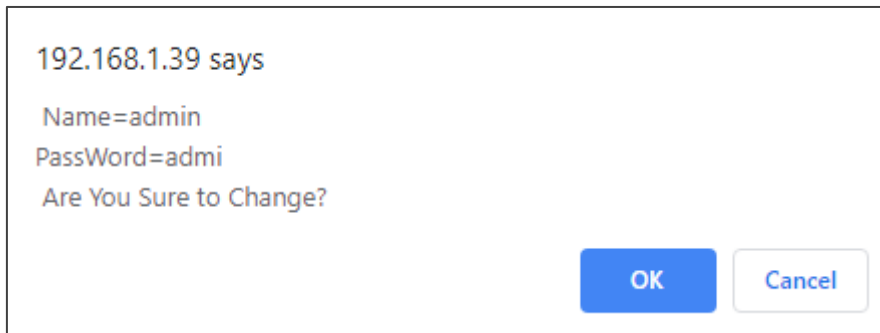 192.168.1.39 says
Name=admin
PassWord=admi
Are You Sure to Change?
OK
Cancel